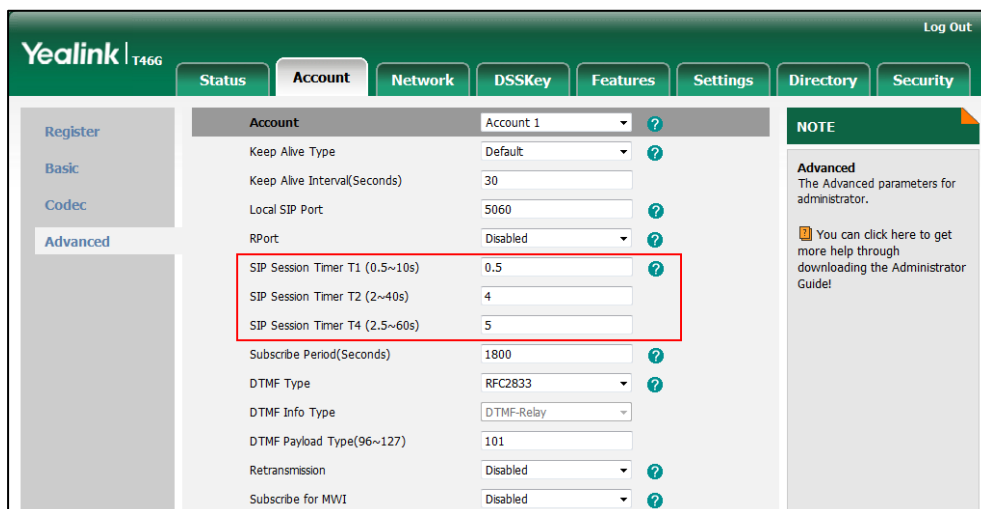 Log Out
Yealink T46G
Status Account Network DSSKey Features Settings Directory Security
Register
Basic
Codec
Advanced
Account Account 1 ?
Keep Alive Type Default ?
Keep Alive Interval(Seconds) 30
Local SIP Port 5060 ?
RPort Disabled ?
SIP Session Timer T1 (0.5~10s) 0.5 ?
SIP Session Timer T2 (2~40s) 4
SIP Session Timer T4 (2.5~60s) 5
Subscribe Period(Seconds) 1800 ?
DTMF Type RFC2833 ?
DTMF Info Type DTMF-Relay
DTMF Payload Type(96~127) 101
Retransmission Disabled ?
Subscribe for MWI Disabled ?
NOTE
Advanced
The Advanced parameters for
administrator.
? You can click here to get
more help through
downloading the Administrator
Guide!